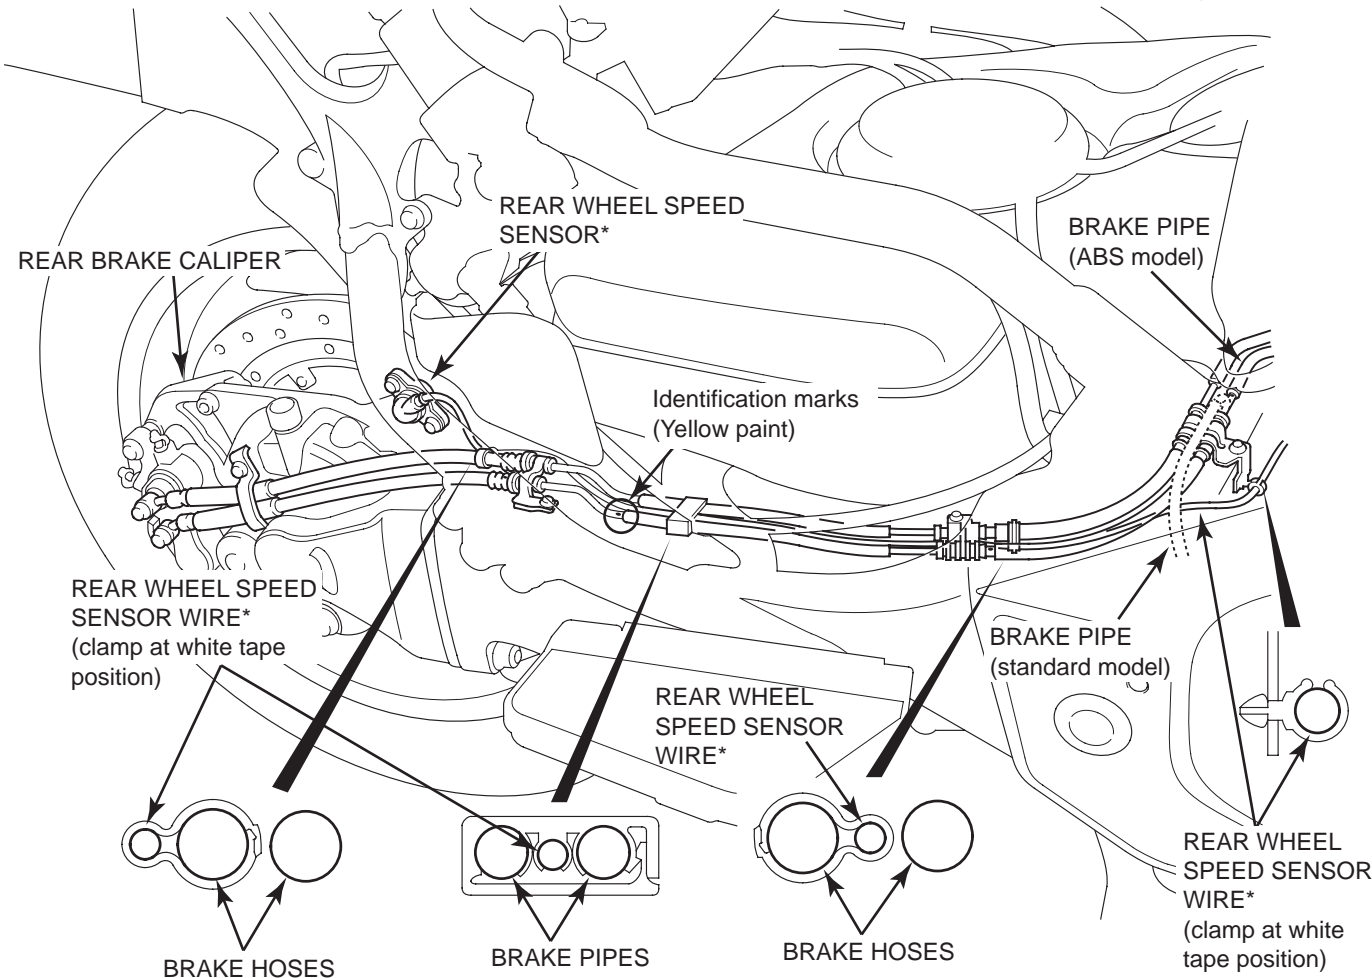 REAR WHEEL SPEED
SENSOR*
BRAKE PIPE
(ABS model)
REAR BRAKE CALIPER
Identification marks
(Yellow paint)
REAR WHEEL SPEED
SENSOR WIRE*
(clamp at white tape
position)
BRAKE PIPE
(standard model)
REAR WHEEL
SPEED SENSOR
WIRE*
REAR WHEEL
SPEED SENSOR
WIRE*
(clamp at white
tape position)
BRAKE HOSES
BRAKE PIPES
BRAKE HOSES